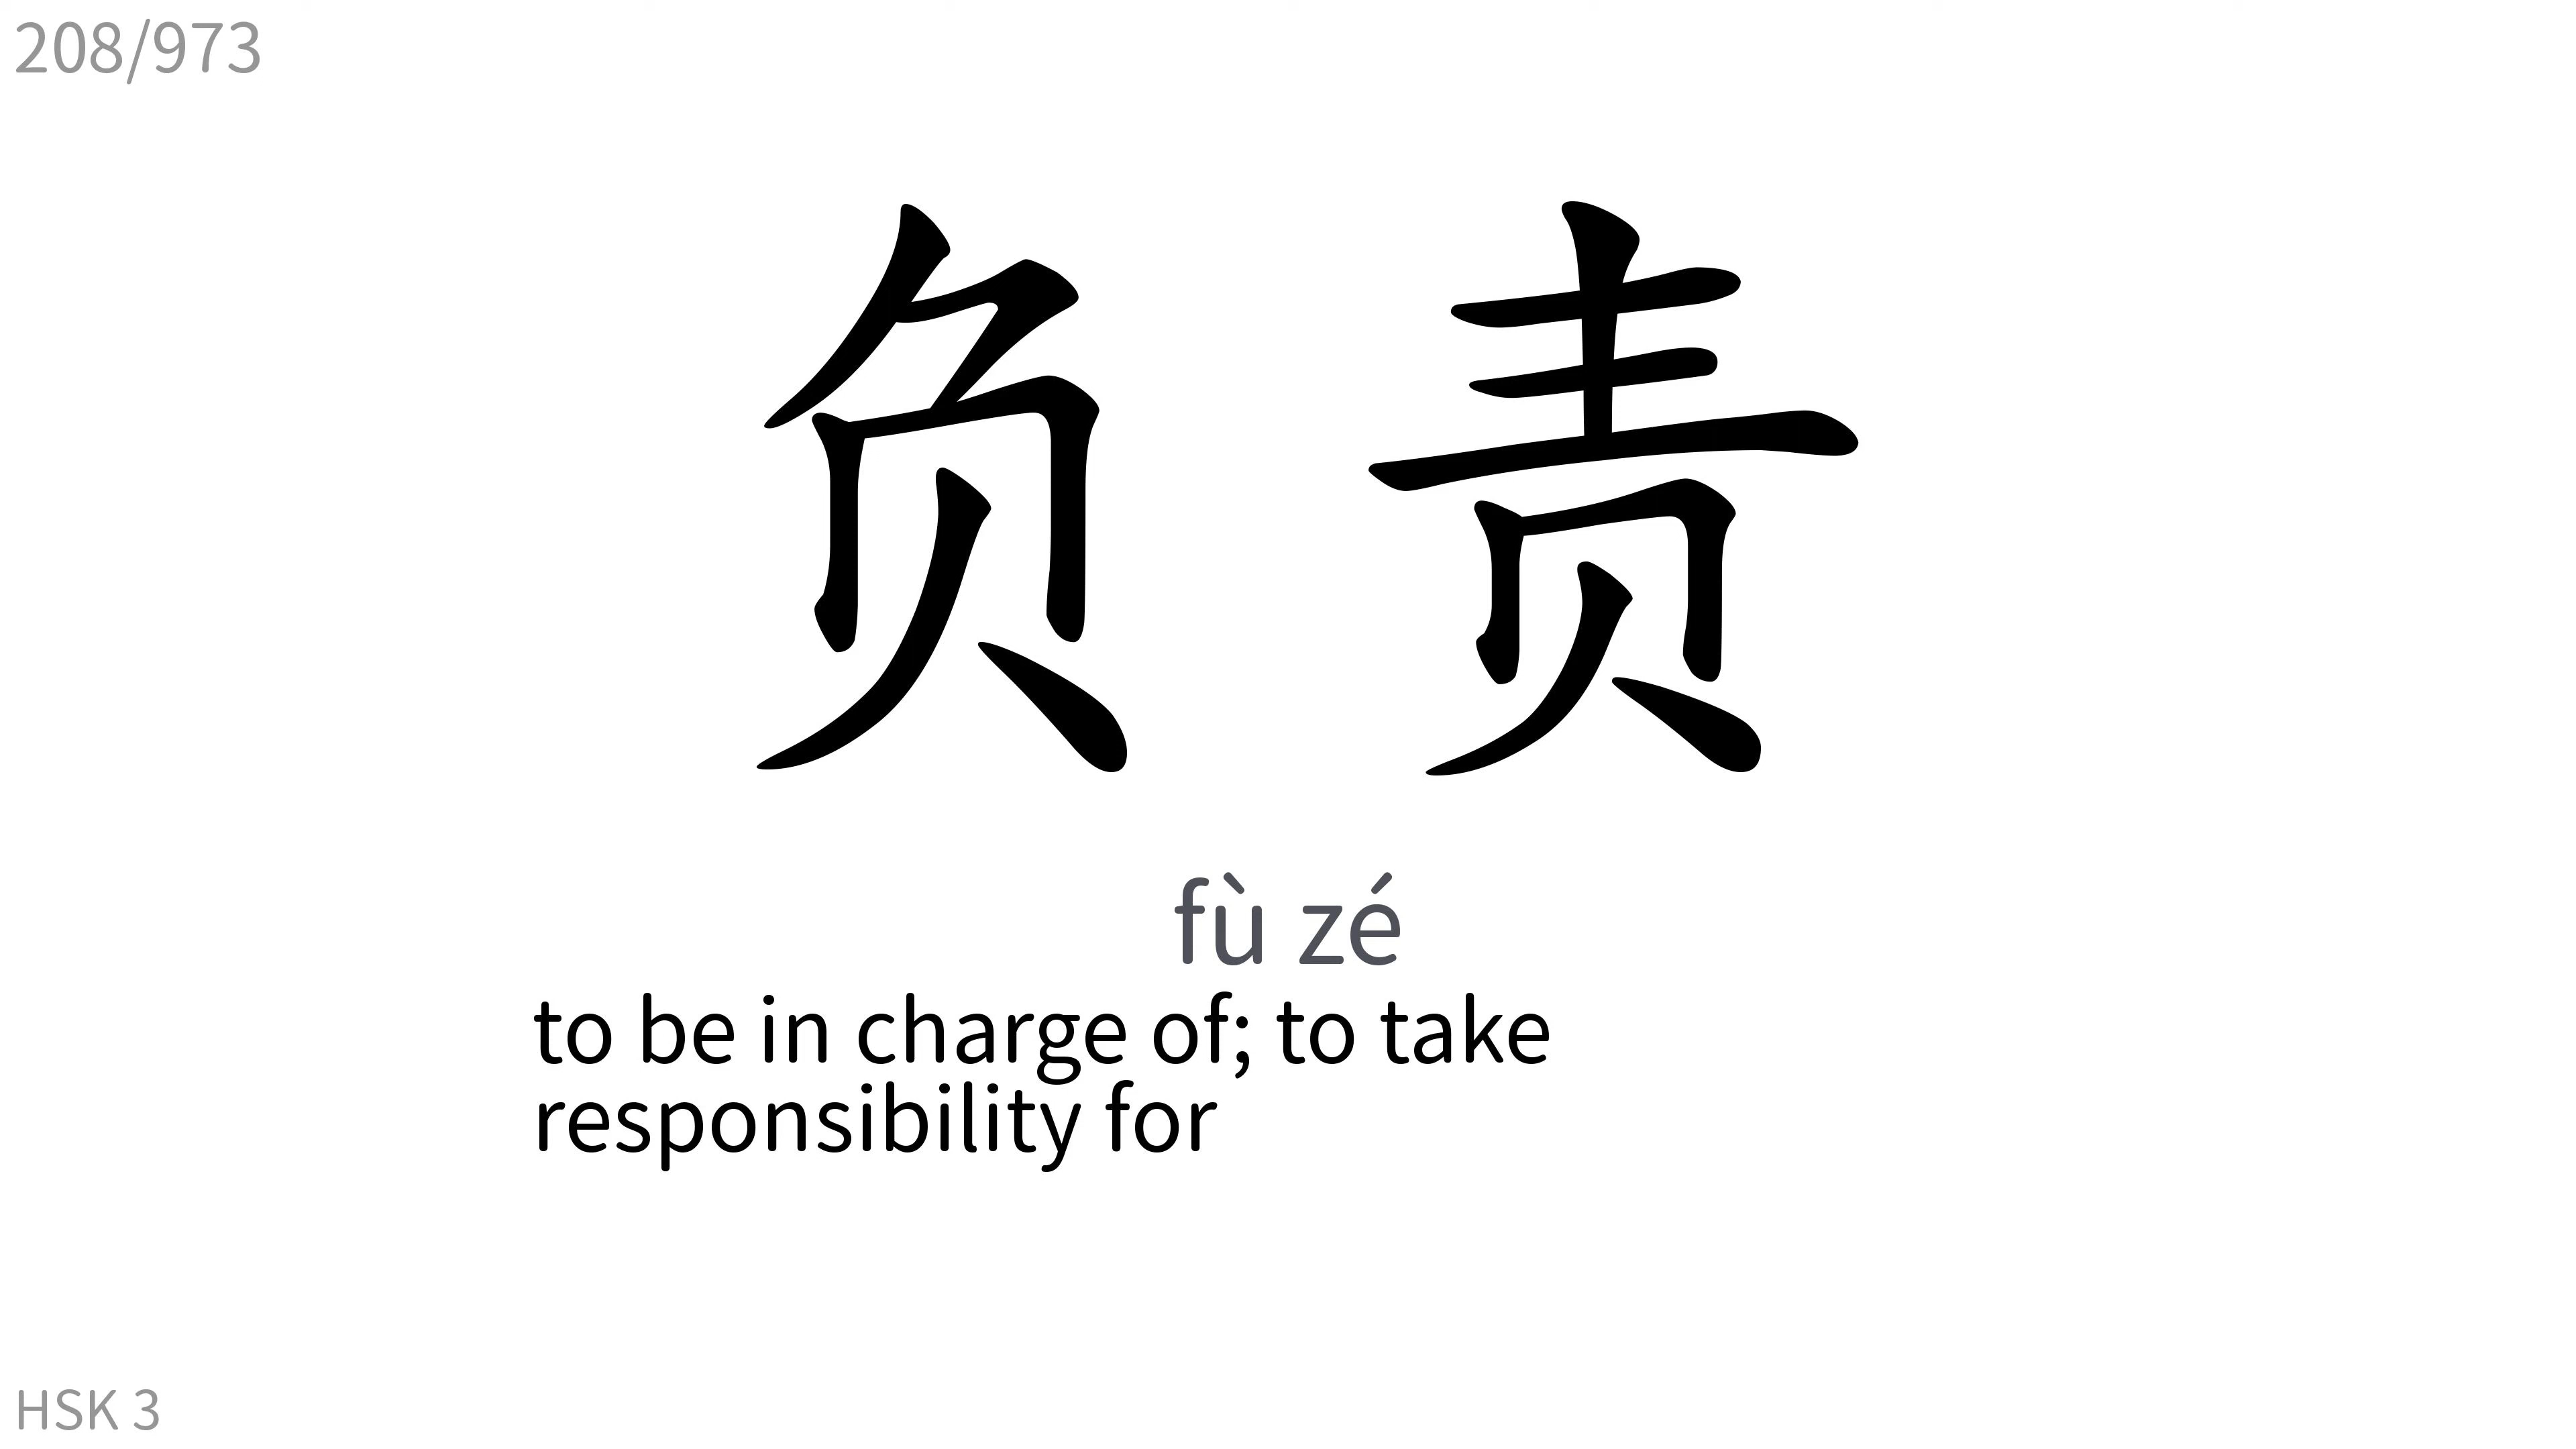 208/973
负责
fù zé
to be in charge of; to take
responsibility for
HSK 3